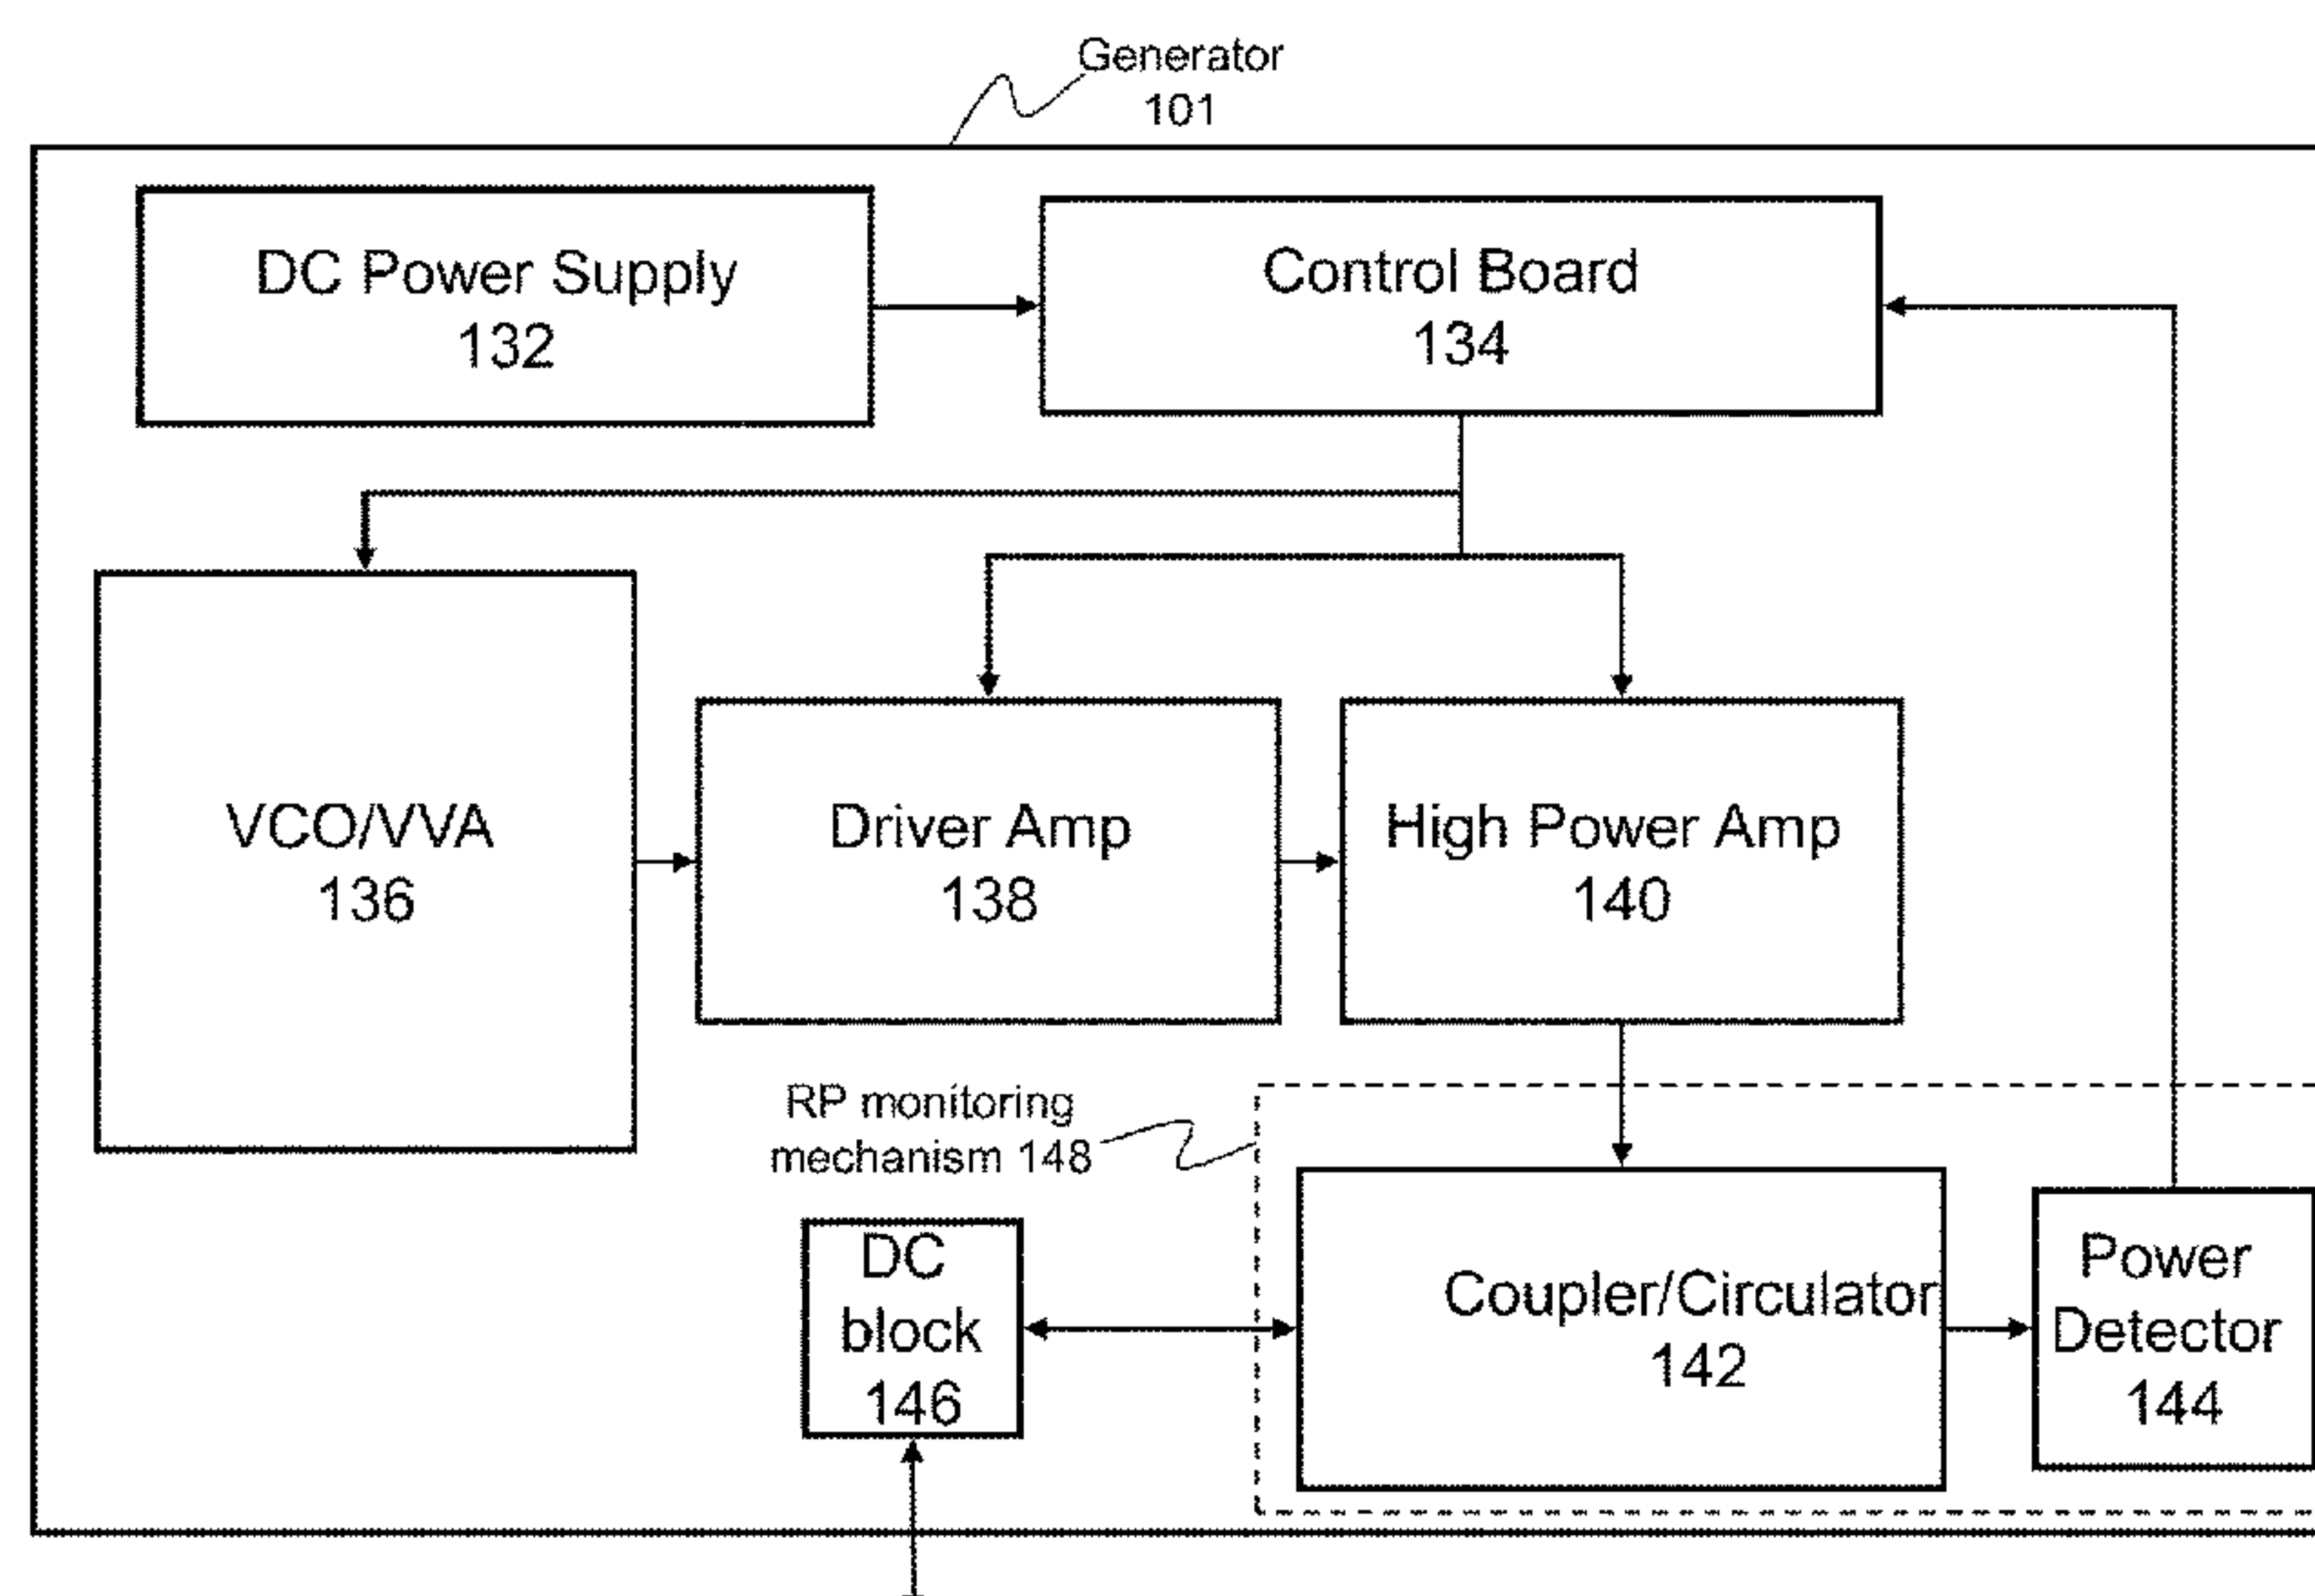 Generator
101
DC Power Supply
132
Control Board
134
VCO/VVA
136
Driver Amp
138
High Power Amp
140
RP monitoring
mechanism 148
DC
block
146
Coupler/Circulator
142
Power
Detector
144